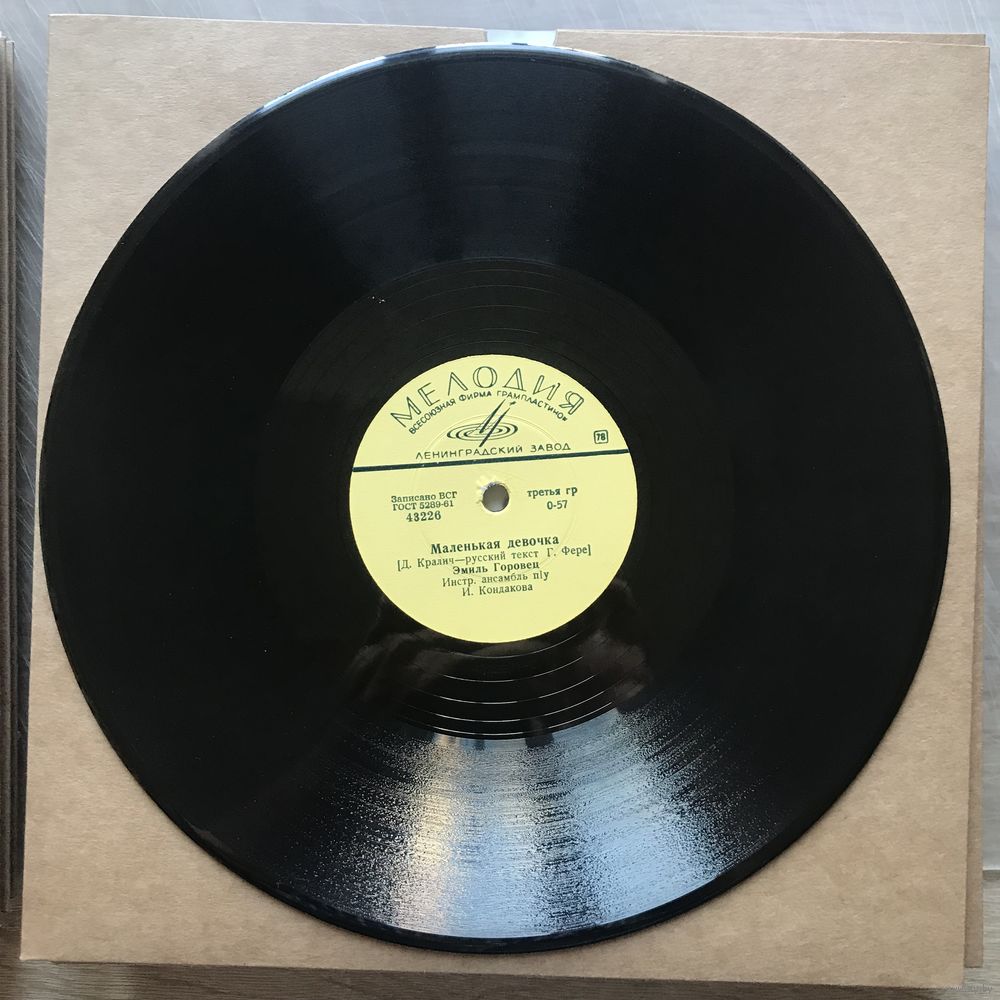 МЕЛОДИЯ
ВСЕСОЮЗНАЯ ФИРМА ГРАМПЛАСТИНОК
78
ЛЕНИНГРАДСКИЙ ЗАВОД
Записано ВСГ
ГОСТ 5289-61
43226
третья гр
0-57
Маленькая девочка
[Д. Кралич—русский текст Г. Фере]
Эмиль Горовец
Инстр. ансамбль п/у
И. Кондакова